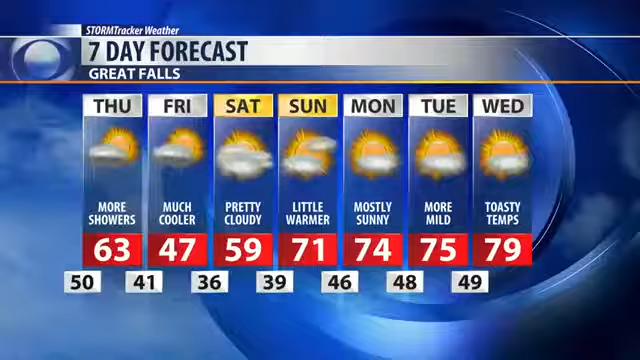 STORMTracker Weather
7 DAY FORECAST
GREAT FALLS
THU FRI SAT SUN MON TUE WED
MORE MUCH PRETTY LITTLE MOSTLY MORE TOASTY
SHOWERS COOLER CLOUDY WARMER SUNNY MILD TEMPS
63 47 59 71 74 75 79
50 41 36 39 46 48 49